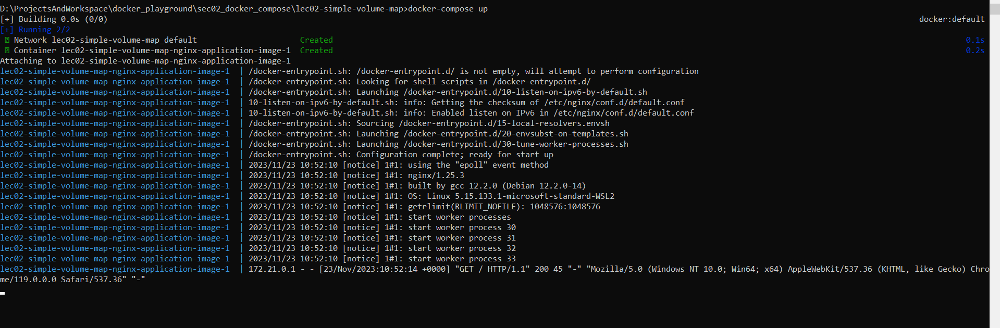 D:\ProjectsAndWorkspace\docker_playground\sec02_docker_compose\lec02-simple-volume-map>docker-compose up
[+] Building 0.0s (0/0) docker:default
[+] Running 2/2
Network lec02-simple-volume-map_default Created 0.1s
Container lec02-simple-volume-map-nginx-application-image-1 Created 0.2s
Attaching to lec02-simple-volume-map-nginx-application-image-1
lec02-simple-volume-map-nginx-application-image-1 | /docker-entrypoint.sh: /docker-entrypoint.d/ is not empty, will attempt to perform configuration
lec02-simple-volume-map-nginx-application-image-1 | /docker-entrypoint.sh: Looking for shell scripts in /docker-entrypoint.d/
lec02-simple-volume-map-nginx-application-image-1 | /docker-entrypoint.sh: Launching /docker-entrypoint.d/10-listen-on-ipv6-by-default.sh
lec02-simple-volume-map-nginx-application-image-1 | 10-listen-on-ipv6-by-default.sh: info: Getting the checksum of /etc/nginx/conf.d/default.conf
lec02-simple-volume-map-nginx-application-image-1 | 10-listen-on-ipv6-by-default.sh: info: Enabled listen on IPv6 in /etc/nginx/conf.d/default.conf
lec02-simple-volume-map-nginx-application-image-1 | /docker-entrypoint.sh: Sourcing /docker-entrypoint.d/15-local-resolvers.envsh
lec02-simple-volume-map-nginx-application-image-1 | /docker-entrypoint.sh: Launching /docker-entrypoint.d/20-envsubst-on-templates.sh
lec02-simple-volume-map-nginx-application-image-1 | /docker-entrypoint.sh: Launching /docker-entrypoint.d/30-tune-worker-processes.sh
lec02-simple-volume-map-nginx-application-image-1 | /docker-entrypoint.sh: Configuration complete; ready for start up
lec02-simple-volume-map-nginx-application-image-1 | 2023/11/23 10:52:10 [notice] 1#1: using the "epoll" event method
lec02-simple-volume-map-nginx-application-image-1 | 2023/11/23 10:52:10 [notice] 1#1: nginx/1.25.3
lec02-simple-volume-map-nginx-application-image-1 | 2023/11/23 10:52:10 [notice] 1#1: built by gcc 12.2.0 (Debian 12.2.0-14)
lec02-simple-volume-map-nginx-application-image-1 | 2023/11/23 10:52:10 [notice] 1#1: OS: Linux 5.15.133.1-microsoft-standard-WSL2
lec02-simple-volume-map-nginx-application-image-1 | 2023/11/23 10:52:10 [notice] 1#1: getrlimit(RLIMIT_NOFILE): 1048576:1048576
lec02-simple-volume-map-nginx-application-image-1 | 2023/11/23 10:52:10 [notice] 1#1: start worker processes
lec02-simple-volume-map-nginx-application-image-1 | 2023/11/23 10:52:10 [notice] 1#1: start worker process 30
lec02-simple-volume-map-nginx-application-image-1 | 2023/11/23 10:52:10 [notice] 1#1: start worker process 31
lec02-simple-volume-map-nginx-application-image-1 | 2023/11/23 10:52:10 [notice] 1#1: start worker process 32
lec02-simple-volume-map-nginx-application-image-1 | 2023/11/23 10:52:10 [notice] 1#1: start worker process 33
lec02-simple-volume-map-nginx-application-image-1 | 172.21.0.1 - - [23/Nov/2023:10:52:14 +0000] "GET / HTTP/1.1" 200 45 "-" "Mozilla/5.0 (Windows NT 10.0; Win64; x64) AppleWebKit/537.36 (KHTML, like Gecko) Chro
me/119.0.0.0 Safari/537.36" "-"